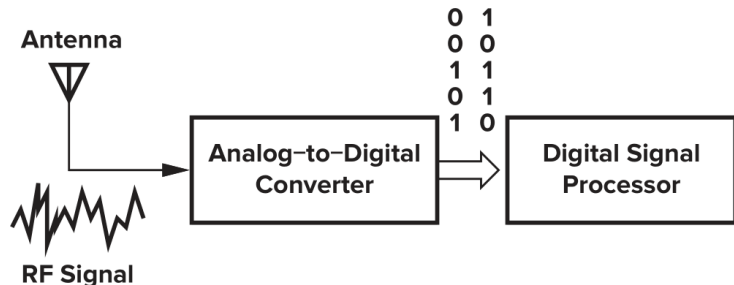 Antenna
0 1
0 0
1 1
0 1
1 0
Analog–to–Digital
Converter
Digital Signal
Processor
RF Signal